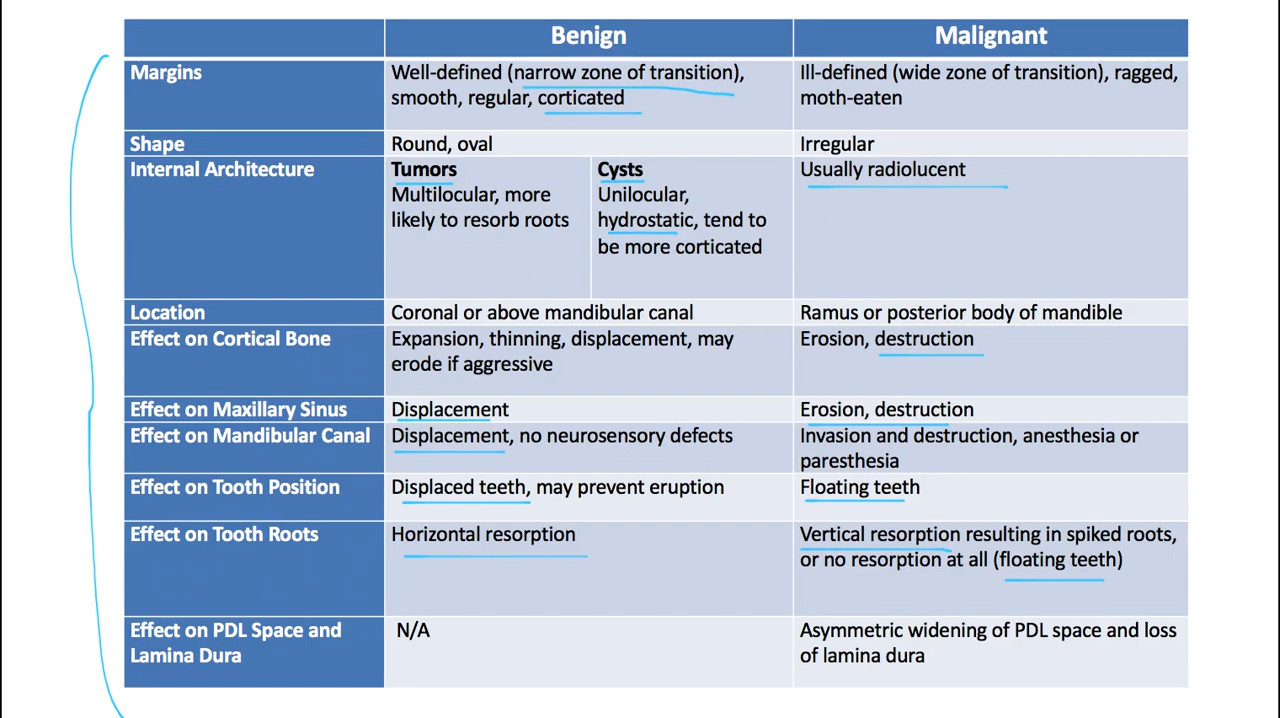 Benign
Malignant
Margins
Well-defined (narrow zone of transition),
smooth, regular, corticated
Ill-defined (wide zone of transition), ragged,
moth-eaten
Shape
Round, oval
Irregular
Internal Architecture
Tumors
Multilocular, more
likely to resorb roots
Cysts
Unilocular,
hydrostatic, tend to
be more corticated
Usually radiolucent
Location
Coronal or above mandibular canal
Ramus or posterior body of mandible
Effect on Cortical Bone
Expansion, thinning, displacement, may
erode if aggressive
Erosion, destruction
Effect on Maxillary Sinus
Displacement
Erosion, destruction
Effect on Mandibular Canal
Displacement, no neurosensory defects
Invasion and destruction, anesthesia or
paresthesia
Effect on Tooth Position
Displaced teeth, may prevent eruption
Floating teeth
Effect on Tooth Roots
Horizontal resorption
Vertical resorption resulting in spiked roots,
or no resorption at all (floating teeth)
Effect on PDL Space and
Lamina Dura
N/A
Asymmetric widening of PDL space and loss
of lamina dura